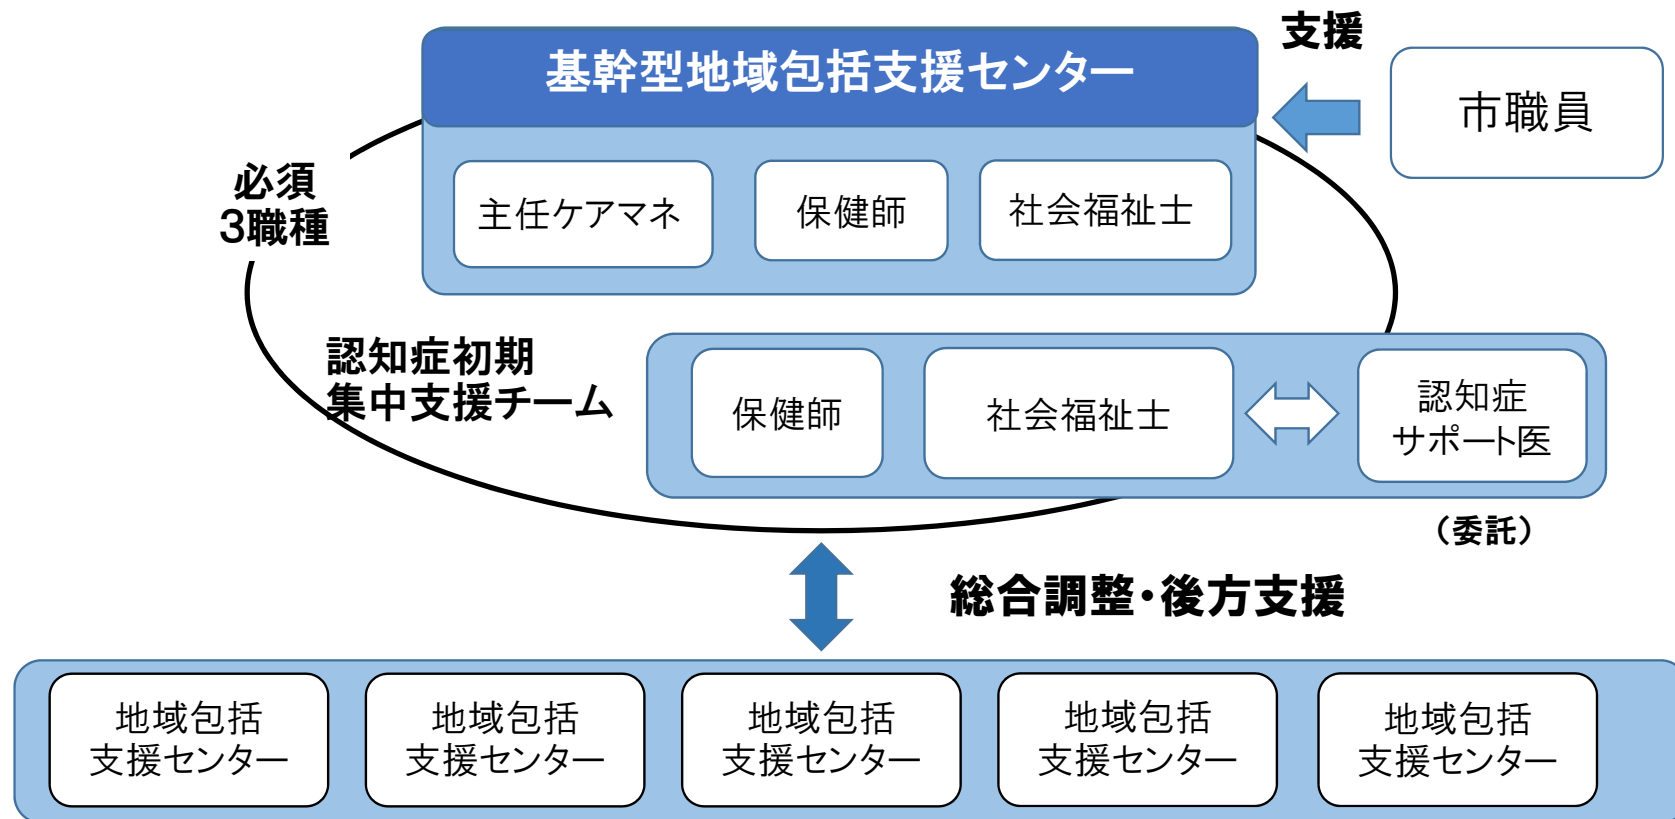 支援
基幹型地域包括支援センター
市職員
必須
3職種
主任ケアマネ
保健師
社会福祉士
認知症初期
集中支援チーム
保健師
社会福祉士
認知症
サポート医
（委託）
総合調整・後方支援
地域包括
支援センター
地域包括
支援センター
地域包括
支援センター
地域包括
支援センター
地域包括
支援センター